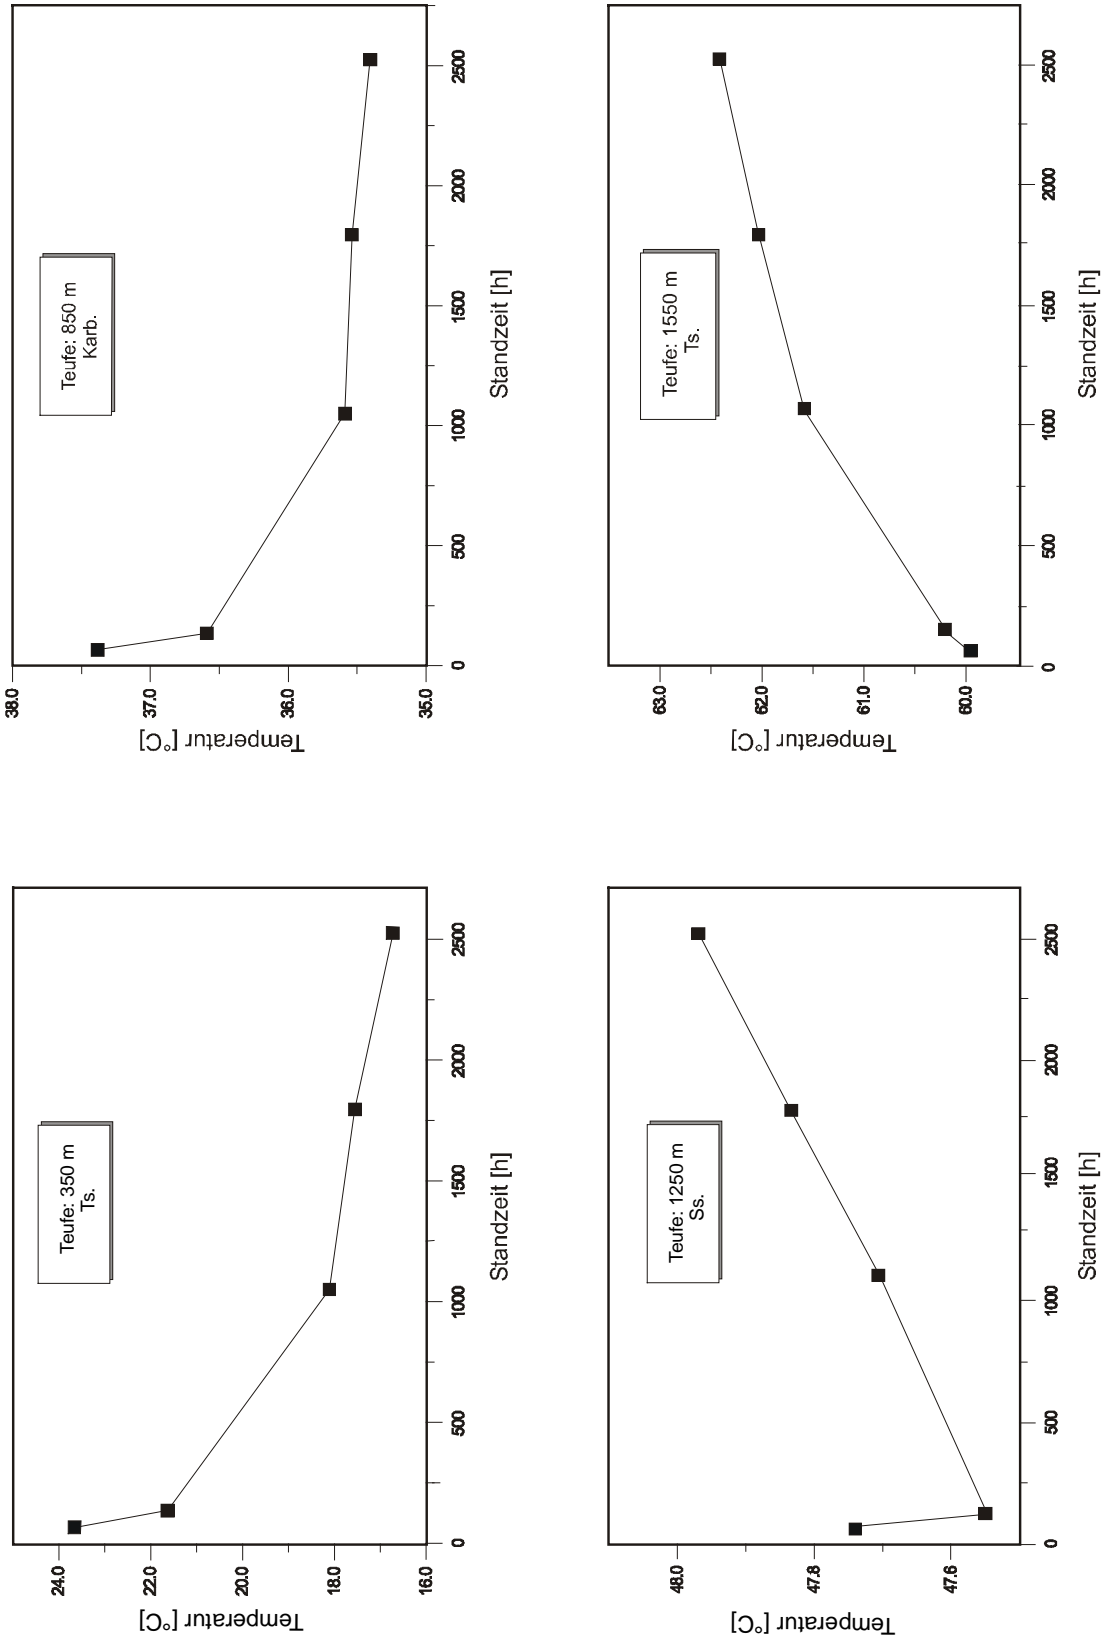 Teufe: 350 m
Ts.
Temperatur [°C]
24.0
22.0
20.0
18.0
16.0
0
500
1000
1500
2000
2500
Standzeit [h]
Teufe: 850 m
Karb.
Temperatur [°C]
38.0
37.0
36.0
35.0
0
500
1000
1500
2000
2500
Standzeit [h]
Teufe: 1250 m
Ss.
Temperatur [°C]
48.0
47.8
47.6
0
500
1000
1500
2000
2500
Standzeit [h]
Teufe: 1550 m
Ts.
Temperatur [°C]
63.0
62.0
61.0
60.0
0
500
1000
1500
2000
2500
Standzeit [h]